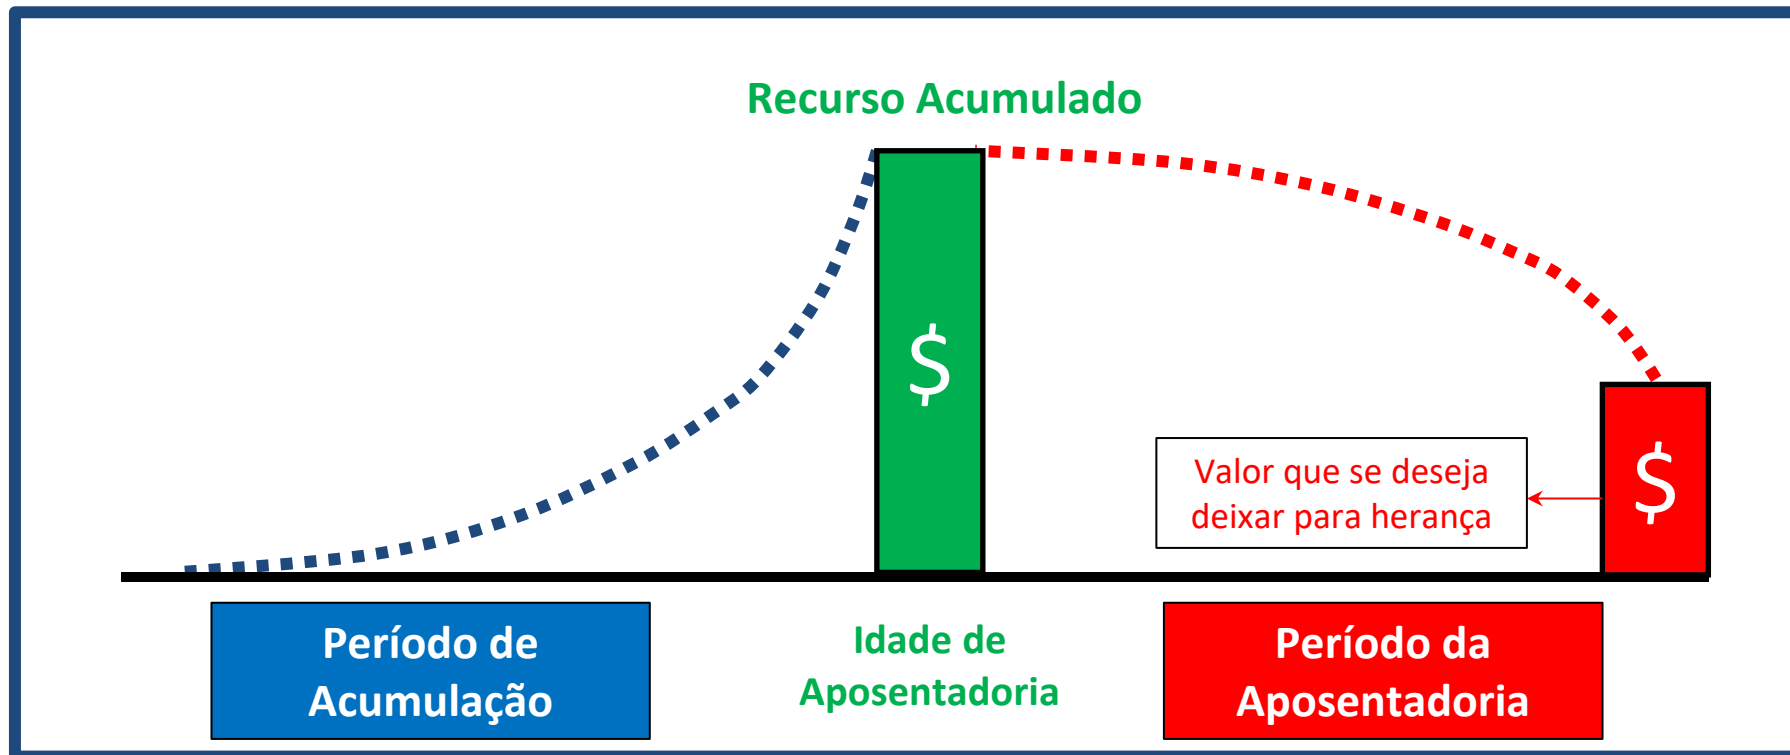 Recurso Acumulado
$
$
Valor que se deseja
deixar para herança
Período de
Acumulação
Idade de
Aposentadoria
Período da
Aposentadoria